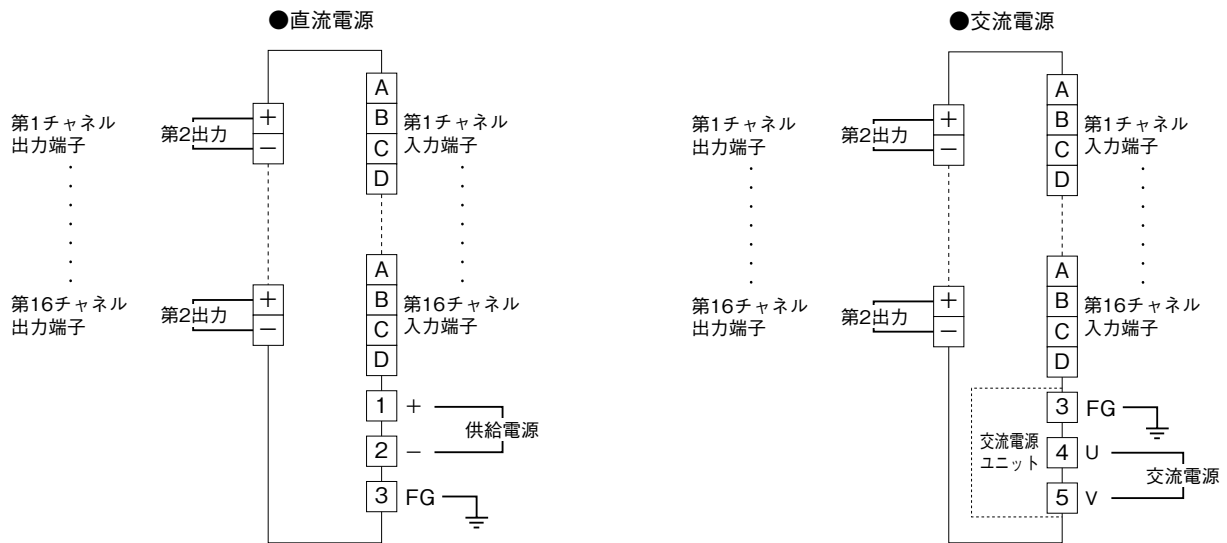 ●直流電源
第1チャネル
出力端子
第2出力
+
−
A
B
C
D
第1チャネル
入力端子
第16チャネル
出力端子
第2出力
+
−
A
B
C
D
第16チャネル
入力端子
1 +
2 −
供給電源
3 FG
●交流電源
第1チャネル
出力端子
第2出力
+
−
A
B
C
D
第1チャネル
入力端子
第16チャネル
出力端子
第2出力
+
−
A
B
C
D
第16チャネル
入力端子
交流電源
ユニット
3 FG
4 U
5 V
交流電源